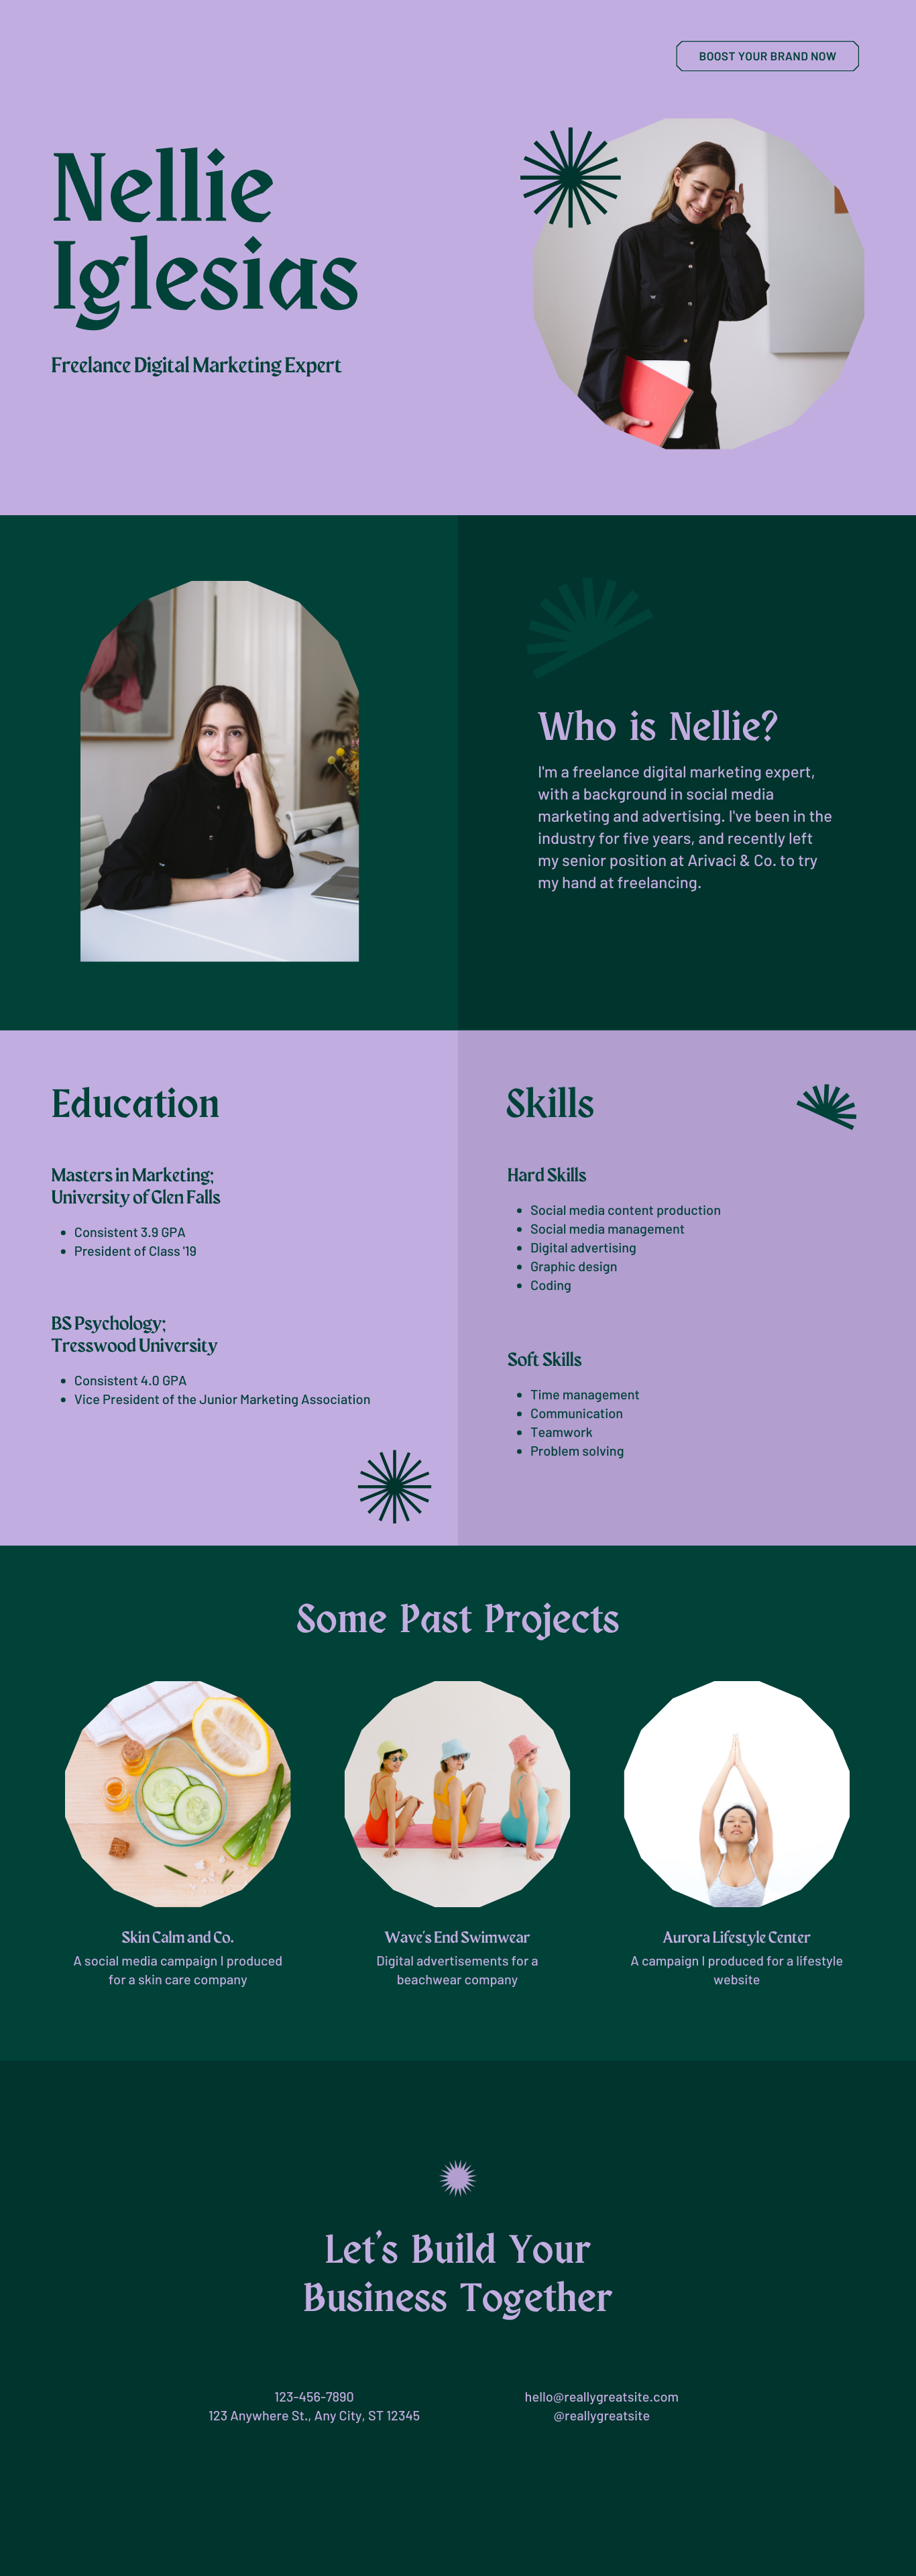 BOOST YOUR BRAND NOW
Nellie
Iglesias
Freelance Digital Marketing Expert
Who is Nellie?
I'm a freelance digital marketing expert,
with a background in social media
marketing and advertising. I've been in the
industry for five years, and recently left
my senior position at Arivaci & Co. to try
my hand at freelancing.
Education
Masters in Marketing;
University of Glen Falls
• Consistent 3.9 GPA
• President of Class '19
BS Psychology;
Tresswood University
• Consistent 4.0 GPA
• Vice President of the Junior Marketing Association
Skills
Hard Skills
• Social media content production
• Social media management
• Digital advertising
• Graphic design
• Coding
Soft Skills
• Time management
• Communication
• Teamwork
• Problem solving
Some Past Projects
Skin Calm and Co.
A social media campaign I produced
for a skin care company
Wave's End Swimwear
Digital advertisements for a
beachwear company
Aurora Lifestyle Center
A campaign I produced for a lifestyle
website
Let's Build Your
Business Together
123-456-7890
123 Anywhere St., Any City, ST 12345
hello@reallygreatsite.com
@reallygreatsite